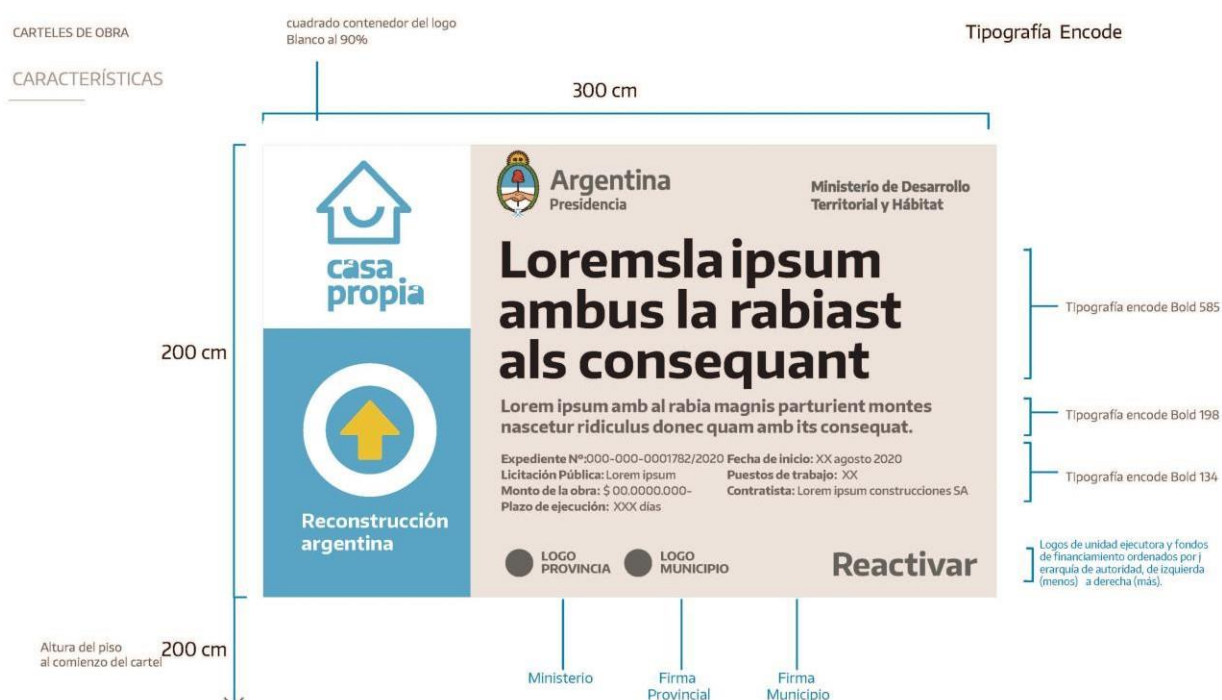 CARTELES DE OBRA
CARACTERÍSTICAS
cuadrado contenedor del logo
Blanco al 90%
Tipografía Encode
300 cm
200 cm
casa
propia
Reconstrucción
argentina
Argentina
Presidencia
Ministerio de Desarrollo
Territorial y Hábitat
Loremsla ipsum
ambus la rabiast
als consequant
Lorem ipsum amb al rabia magnis parturient montes
nascetur ridiculus donec quam amb its consequat.
Expediente Nº:000-000-0001782/2020 Fecha de inicio: XX agosto 2020
Licitación Pública: Lorem ipsum Puestos de trabajo: XX
Monto de la obra: $ 00.0000.000- Contratista: Lorem ipsum construcciones SA
Plazo de ejecución: XXX días
LOGO
PROVINCIA
LOGO
MUNICIPIO
Reactivar
Tipografía encode Bold 585
Tipografía encode Bold 198
Tipografía encode Bold 134
Logos de unidad ejecutora y fondos
de financiamiento ordenados por j
erarquía de autoridad, de izquierda
(menos) a derecha (más).
Altura del piso
al comienzo del cartel
200 cm
Ministerio
Firma
Provincial
Firma
Municipio